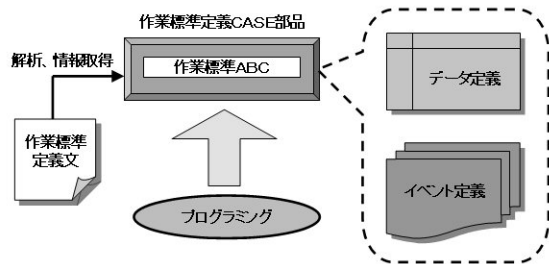 作業標準定義CASE部品
解析、情報取得
作業標準ABC
データ定義
作業標準
定義文
イベント定義
プログラミング